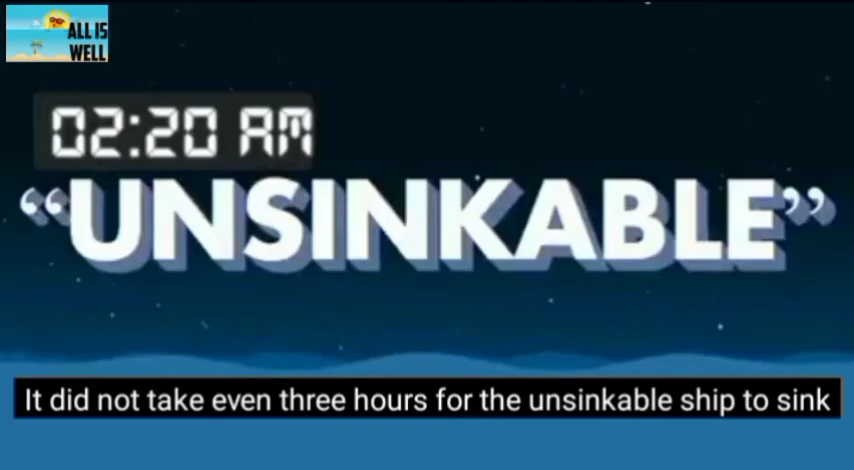 ALL IS
WELL
02:20 AM
“UNSINKABLE”
It did not take even three hours for the unsinkable ship to sink